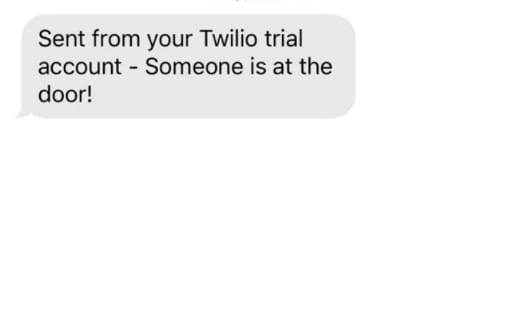 Sent from your Twilio trial
account - Someone is at the
door!